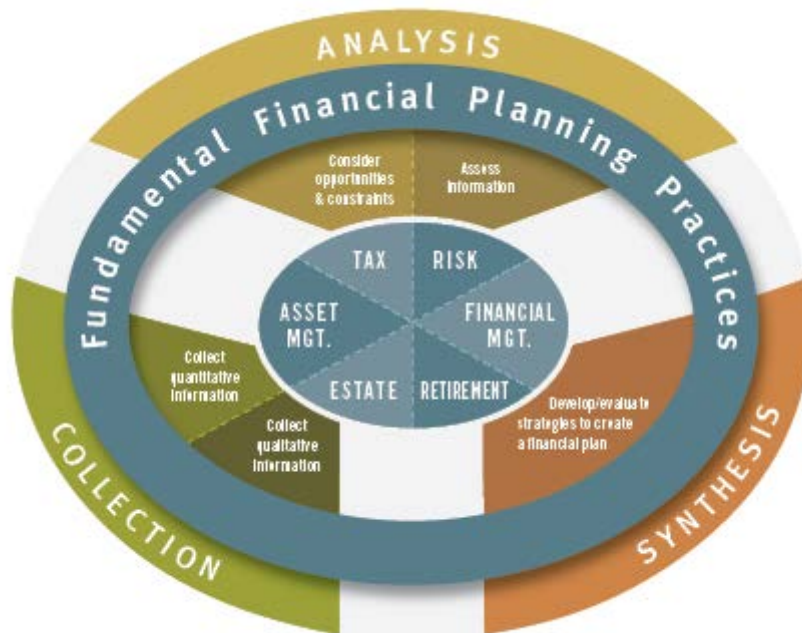 ANALYSIS
Fundamental Financial Planning Practices
Consider
opportunities
& constraints
Assess
information
TAX
RISK
ASSET
MGT.
FINANCIAL
MGT.
ESTATE
RETIREMENT
Collect
quantitative
information
Collect
qualitative
information
Develop/evaluate
strategies to create
a financial plan
COLLECTION
SYNTHESIS